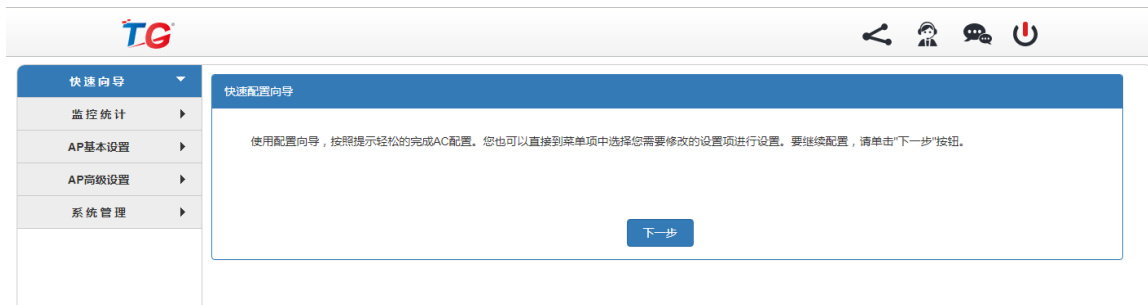 TG
快速向导
监控统计
AP基本设置
AP高级设置
系统管理
快速配置向导
使用配置向导，按照提示轻松的完成AC配置。您也可以直接到菜单项中选择您需要修改的设置项进行设置。要继续配置，请单击"下一步"按钮。
下一步